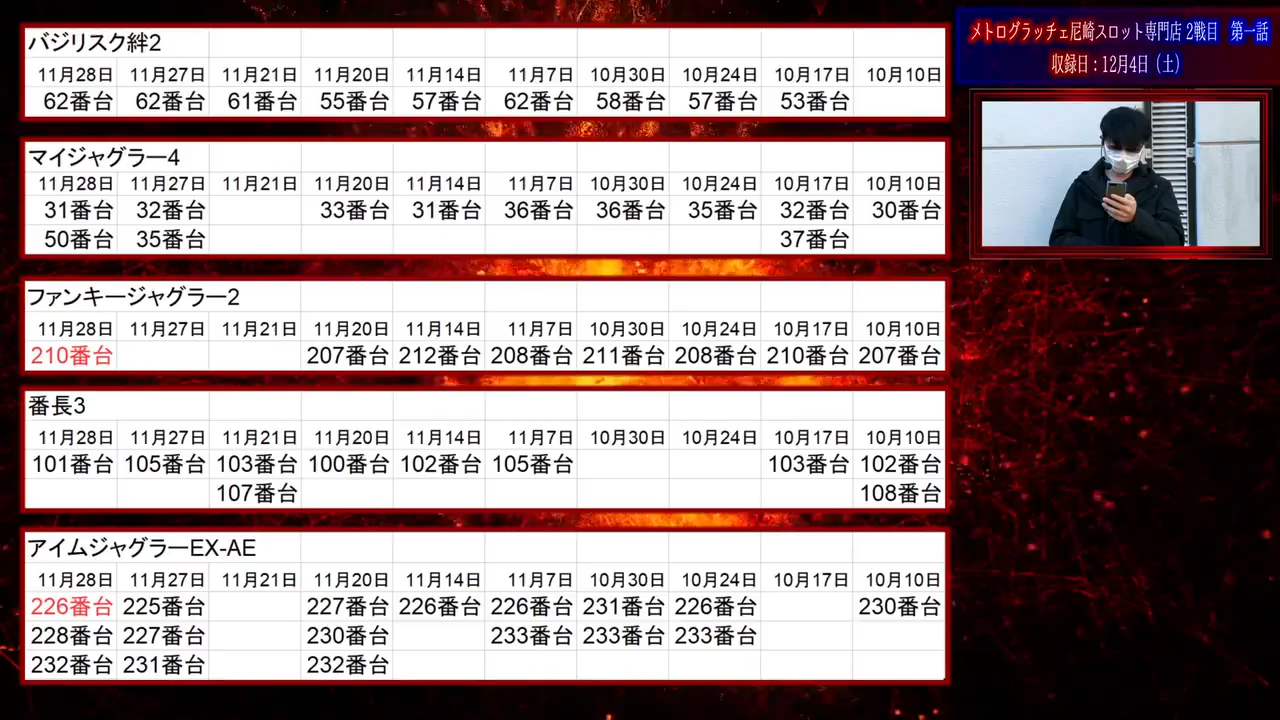 バジリスク絆2
11月28日 11月27日 11月21日 11月20日 11月14日 11月7日 10月30日 10月24日 10月17日 10月10日
62番台 62番台 61番台 55番台 57番台 62番台 58番台 57番台 53番台
マイジャグラー4
11月28日 11月27日 11月21日 11月20日 11月14日 11月7日 10月30日 10月24日 10月17日 10月10日
31番台 32番台 33番台 31番台 36番台 36番台 35番台 32番台 30番台
50番台 35番台 37番台
ファンキージャグラー2
11月28日 11月27日 11月21日 11月20日 11月14日 11月7日 10月30日 10月24日 10月17日 10月10日
210番台 207番台 212番台 208番台 211番台 208番台 210番台 207番台
番長3
11月28日 11月27日 11月21日 11月20日 11月14日 11月7日 10月30日 10月24日 10月17日 10月10日
101番台 105番台 103番台 100番台 102番台 105番台 103番台 102番台
107番台 108番台
アイムジャグラーEX-AE
11月28日 11月27日 11月21日 11月20日 11月14日 11月7日 10月30日 10月24日 10月17日 10月10日
226番台 225番台 227番台 226番台 226番台 231番台 226番台 230番台
228番台 227番台 230番台 233番台 233番台 233番台
232番台 231番台 232番台
メトログラッチェ尼崎スロット専門店 2戦目 第一話
収録日：12月4日（土）